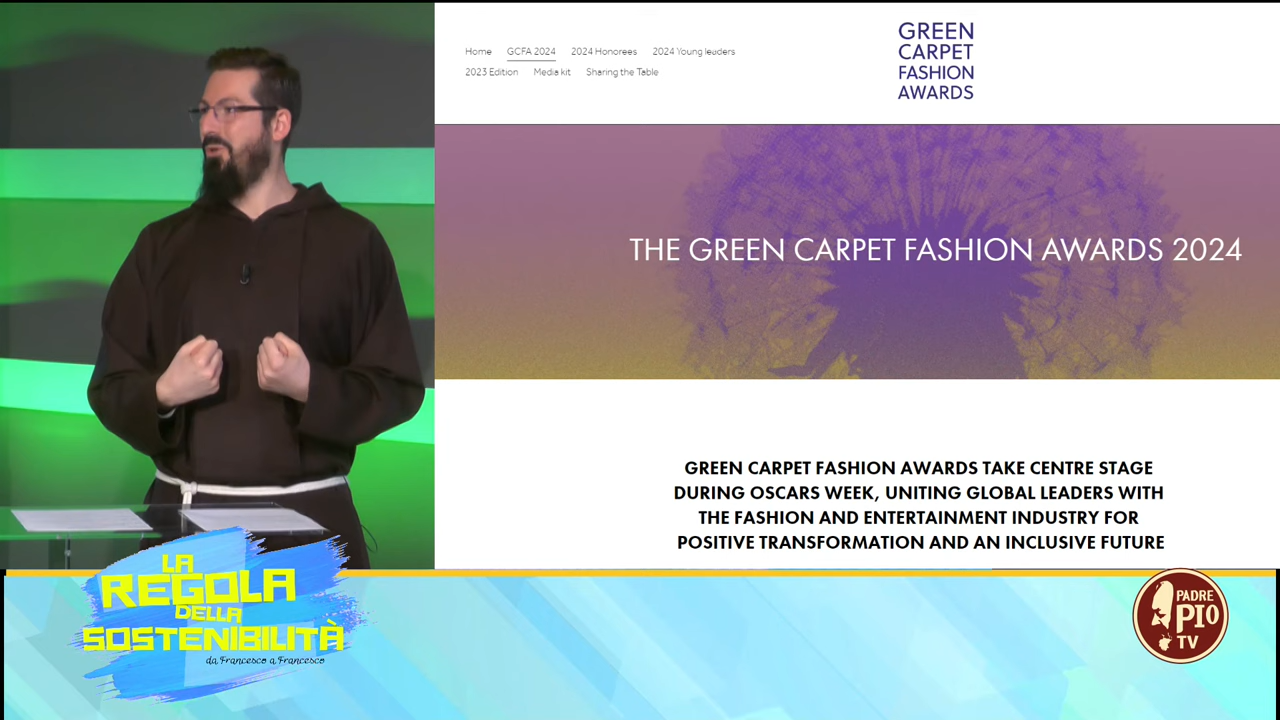 Home GCFA 2024 2024 Honorees 2024 Young leaders
2023 Edition Media kit Sharing the Table
GREEN
CARPET
FASHION
AWARDS
THE GREEN CARPET FASHION AWARDS 2024
GREEN CARPET FASHION AWARDS TAKE CENTRE STAGE
DURING OSCARS WEEK, UNITING GLOBAL LEADERS WITH
THE FASHION AND ENTERTAINMENT INDUSTRY FOR
POSITIVE TRANSFORMATION AND AN INCLUSIVE FUTURE
LA
REGOLA
DELLA
SOSTENIBILITÀ
da Francesco a Francesco
PADRE
PIO
TV